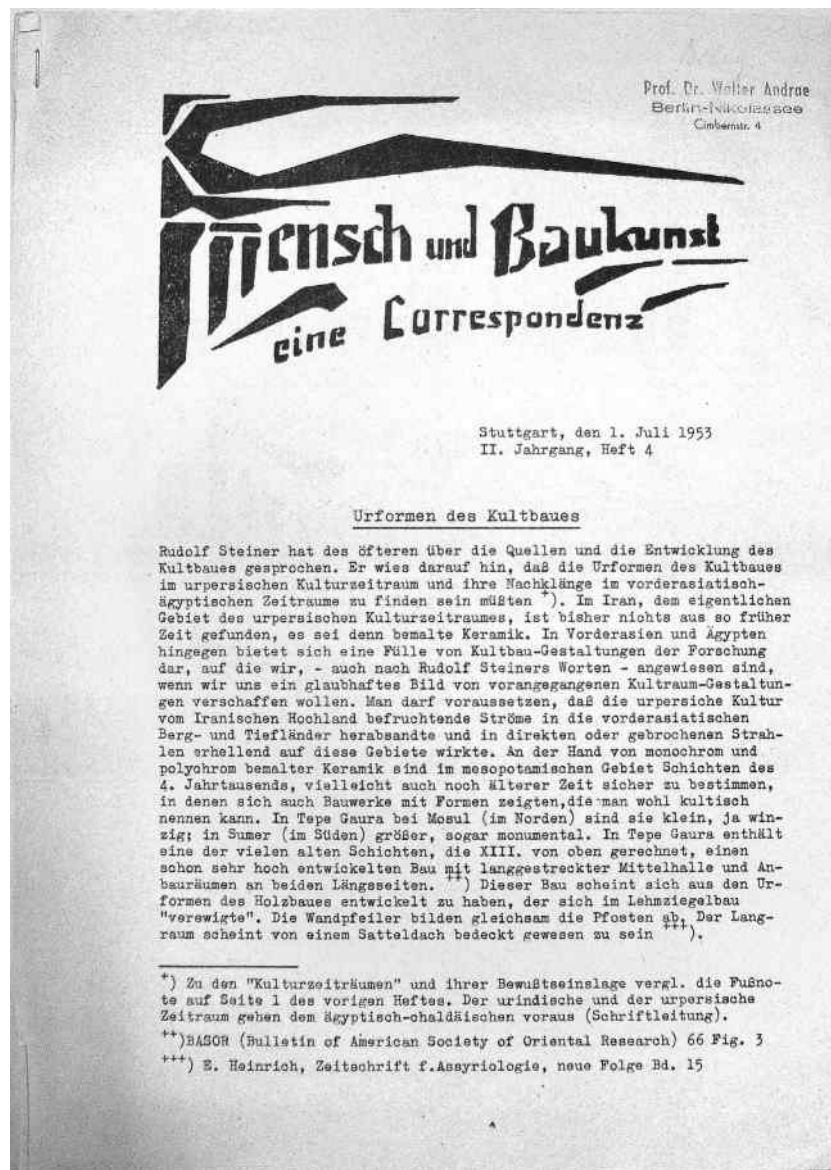 Prof. Dr. Walter Andrae
Berlin-Nikolassee
Cimbernstr. 4
Mensch und Baukunst
eine Correspondenz
Stuttgart, den 1. Juli 1953
II. Jahrgang, Heft 4
Urformen des Kultbaues
Rudolf Steiner hat des öfteren über die Quellen und die Entwicklung des
Kultbaues gesprochen. Er wies darauf hin, daß die Urformen des Kultbaues
im urpersischen Kulturzeitraum und ihre Nachklänge im vorderasiatisch-
ägyptischen Zeitraume zu finden sein müßten +). Im Iran, dem eigentlichen
Gebiet des urpersischen Kulturzeitraumes, ist bisher nichts aus so früher
Zeit gefunden, es sei denn bemalte Keramik. In Vorderasien und Ägypten
hingegen bietet sich eine Fülle von Kultbau-Gestaltungen der Forschung
dar, auf die wir, - auch nach Rudolf Steiners Worten - angewiesen sind,
wenn wir uns ein glaubhaftes Bild von vorangegangenen Kultraum-Gestaltun-
gen verschaffen wollen. Man darf voraussetzen, daß die urpersiche Kultur
vom Iranischen Hochland befruchtende Ströme in die vorderasiatischen
Berg- und Tiefländer herabsandte und in direkten oder gebrochenen Strah-
len erhellend auf diese Gebiete wirkte. An der Hand von monochrom und
polychrom bemalter Keramik sind im mesopotamischen Gebiet Schichten des
4. Jahrtausends, vielleicht auch noch älterer Zeit sicher zu bestimmen,
in denen sich auch Bauwerke mit Formen zeigten,die man wohl kultisch
nennen kann. In Tepe Gaura bei Mosul (im Norden) sind sie klein, ja win-
zig; in Sumer (im Süden) größer, sogar monumental. In Tepe Gaura enthält
eine der vielen alten Schichten, die XIII. von oben gerechnet, einen
schon sehr hoch entwickelten Bau mit langgestreckter Mittelhalle und An-
bauräumen an beiden Längsseiten. ++) Dieser Bau scheint sich aus den Ur-
formen des Holzbaues entwickelt zu haben, der sich im Lehmziegelbau
"verewigte". Die Wandpfeiler bilden gleichsam die Pfosten ab. Der Lang-
raum scheint von einem Satteldach bedeckt gewesen zu sein +++).
+) Zu den "Kulturzeiträumen" und ihrer Bewußtseinslage vergl. die Fußno-
te auf Seite 1 des vorigen Heftes. Der urindische und der urpersische
Zeitraum gehen dem ägyptisch-chaldäischen voraus (Schriftleitung).
++)BASOR (Bulletin of American Society of Oriental Research) 66 Fig. 3
+++) E. Heinrich, Zeitschrift f.Assyriologie, neue Folge Bd. 15